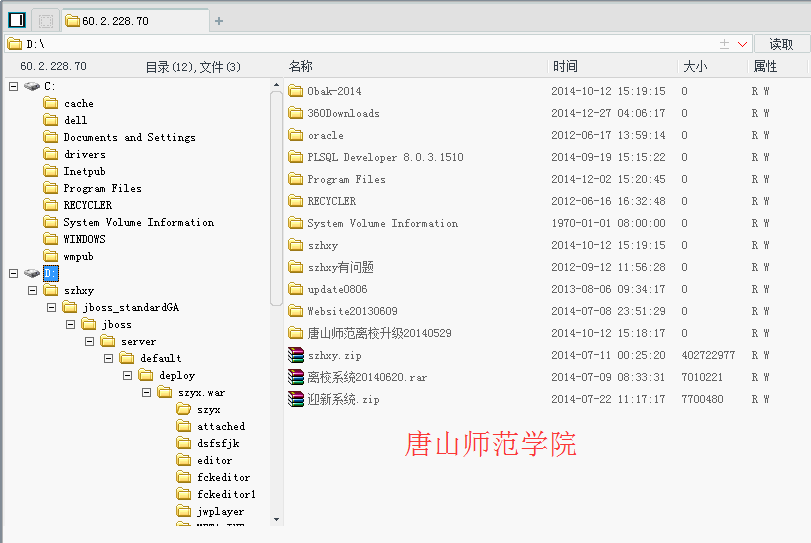 60.2.228.70
D:\
读取
60.2.228.70 目录(12),文件(3)
名称 时间 大小 属性
C:
cache
dell
Documents and Settings
drivers
Inetpub
Program Files
RECYCLER
System Volume Information
WINDOWS
wmpub
D:
szhxy
jboss_standardGA
jboss
server
default
deploy
szyx.war
szyx
attached
dsfsfjk
editor
fckeditor
fckeditor1
jwplayer
0bak-2014 2014-10-12 15:19:15 0 R W
360Downloads 2014-12-27 04:06:17 0 R W
oracle 2012-06-17 13:59:14 0 R W
PLSQL Developer 8.0.3.1510 2014-09-19 15:15:22 0 R W
Program Files 2014-12-02 15:20:45 0 R W
RECYCLER 2012-06-16 16:32:48 0 R W
System Volume Information 1970-01-01 08:00:00 0 R W
szhxy 2014-10-12 15:19:15 0 R W
szhxy有问题 2012-09-12 11:56:28 0 R W
update0806 2013-08-06 09:34:17 0 R W
Website20130609 2014-07-08 23:51:29 0 R W
唐山师范离校升级20140529 2014-10-12 15:18:17 0 R W
szhxy.zip 2014-07-11 00:25:20 402722977 R W
离校系统20140620.rar 2014-07-09 08:33:31 7010221 R W
迎新系统.zip 2014-07-22 11:17:17 7700480 R W
唐山师范学院